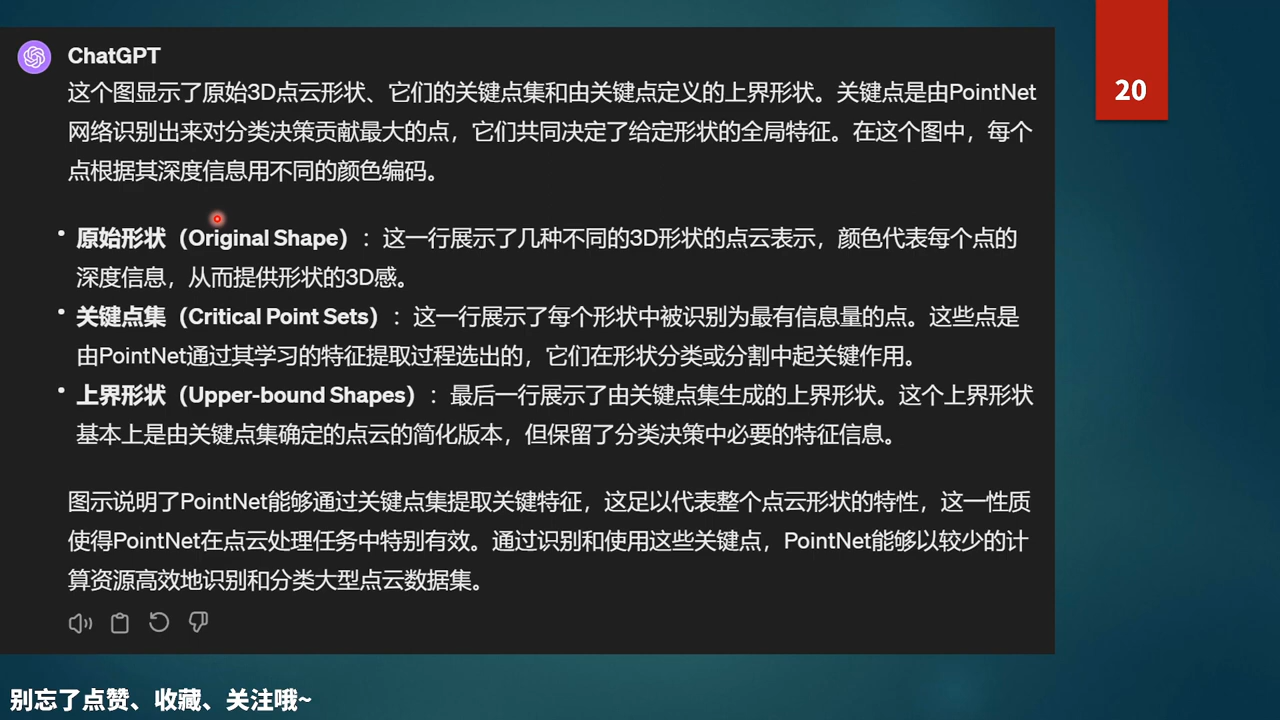 ChatGPT
这个图显示了原始3D点云形状、它们的关键点集和由关键点定义的上界形状。关键点是由PointNet
网络识别出来对分类决策贡献最大的点，它们共同决定了给定形状的全局特征。在这个图中，每个
点根据其深度信息用不同的颜色编码。
• 原始形状（Original Shape）：这一行展示了几种不同的3D形状的点云表示，颜色代表每个点的
深度信息，从而提供形状的3D感。
• 关键点集（Critical Point Sets）：这一行展示了每个形状中被识别为最有信息量的点。这些点是
由PointNet通过其学习的特征提取过程选出的，它们在形状分类或分割中起关键作用。
• 上界形状（Upper-bound Shapes）：最后一行展示了由关键点集生成的上界形状。这个上界形状
基本上是由关键点集确定的点云的简化版本，但保留了分类决策中必要的特征信息。
图示说明了PointNet能够通过关键点集提取关键特征，这足以代表整个点云形状的特性，这一性质
使得PointNet在点云处理任务中特别有效。通过识别和使用这些关键点，PointNet能够以较少的计
算资源高效地识别和分类大型点云数据集。
20
别忘了点赞、收藏、关注哦~